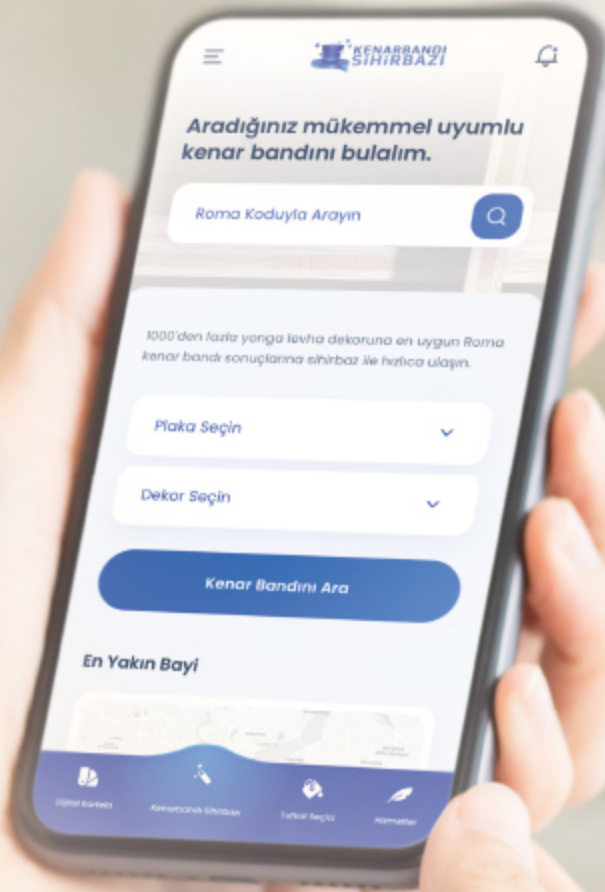 KENARBANDI
SİHİRBAZI
Aradığınız mükemmel uyumlu
kenar bandını bulalım.
Roma Koduyla Arayın
1000'den fazla yonga levha dekoruna en uygun Roma
kenar bandı sonuçlarına sihirbaz ile hızlıca ulaşın.
Plaka Seçin
Dekor Seçin
Kenar Bandını Ara
En Yakın Bayi
Dijital Kartela
Kenarbandı Sihirbazı
Tutkal Seçici
Hizmetler